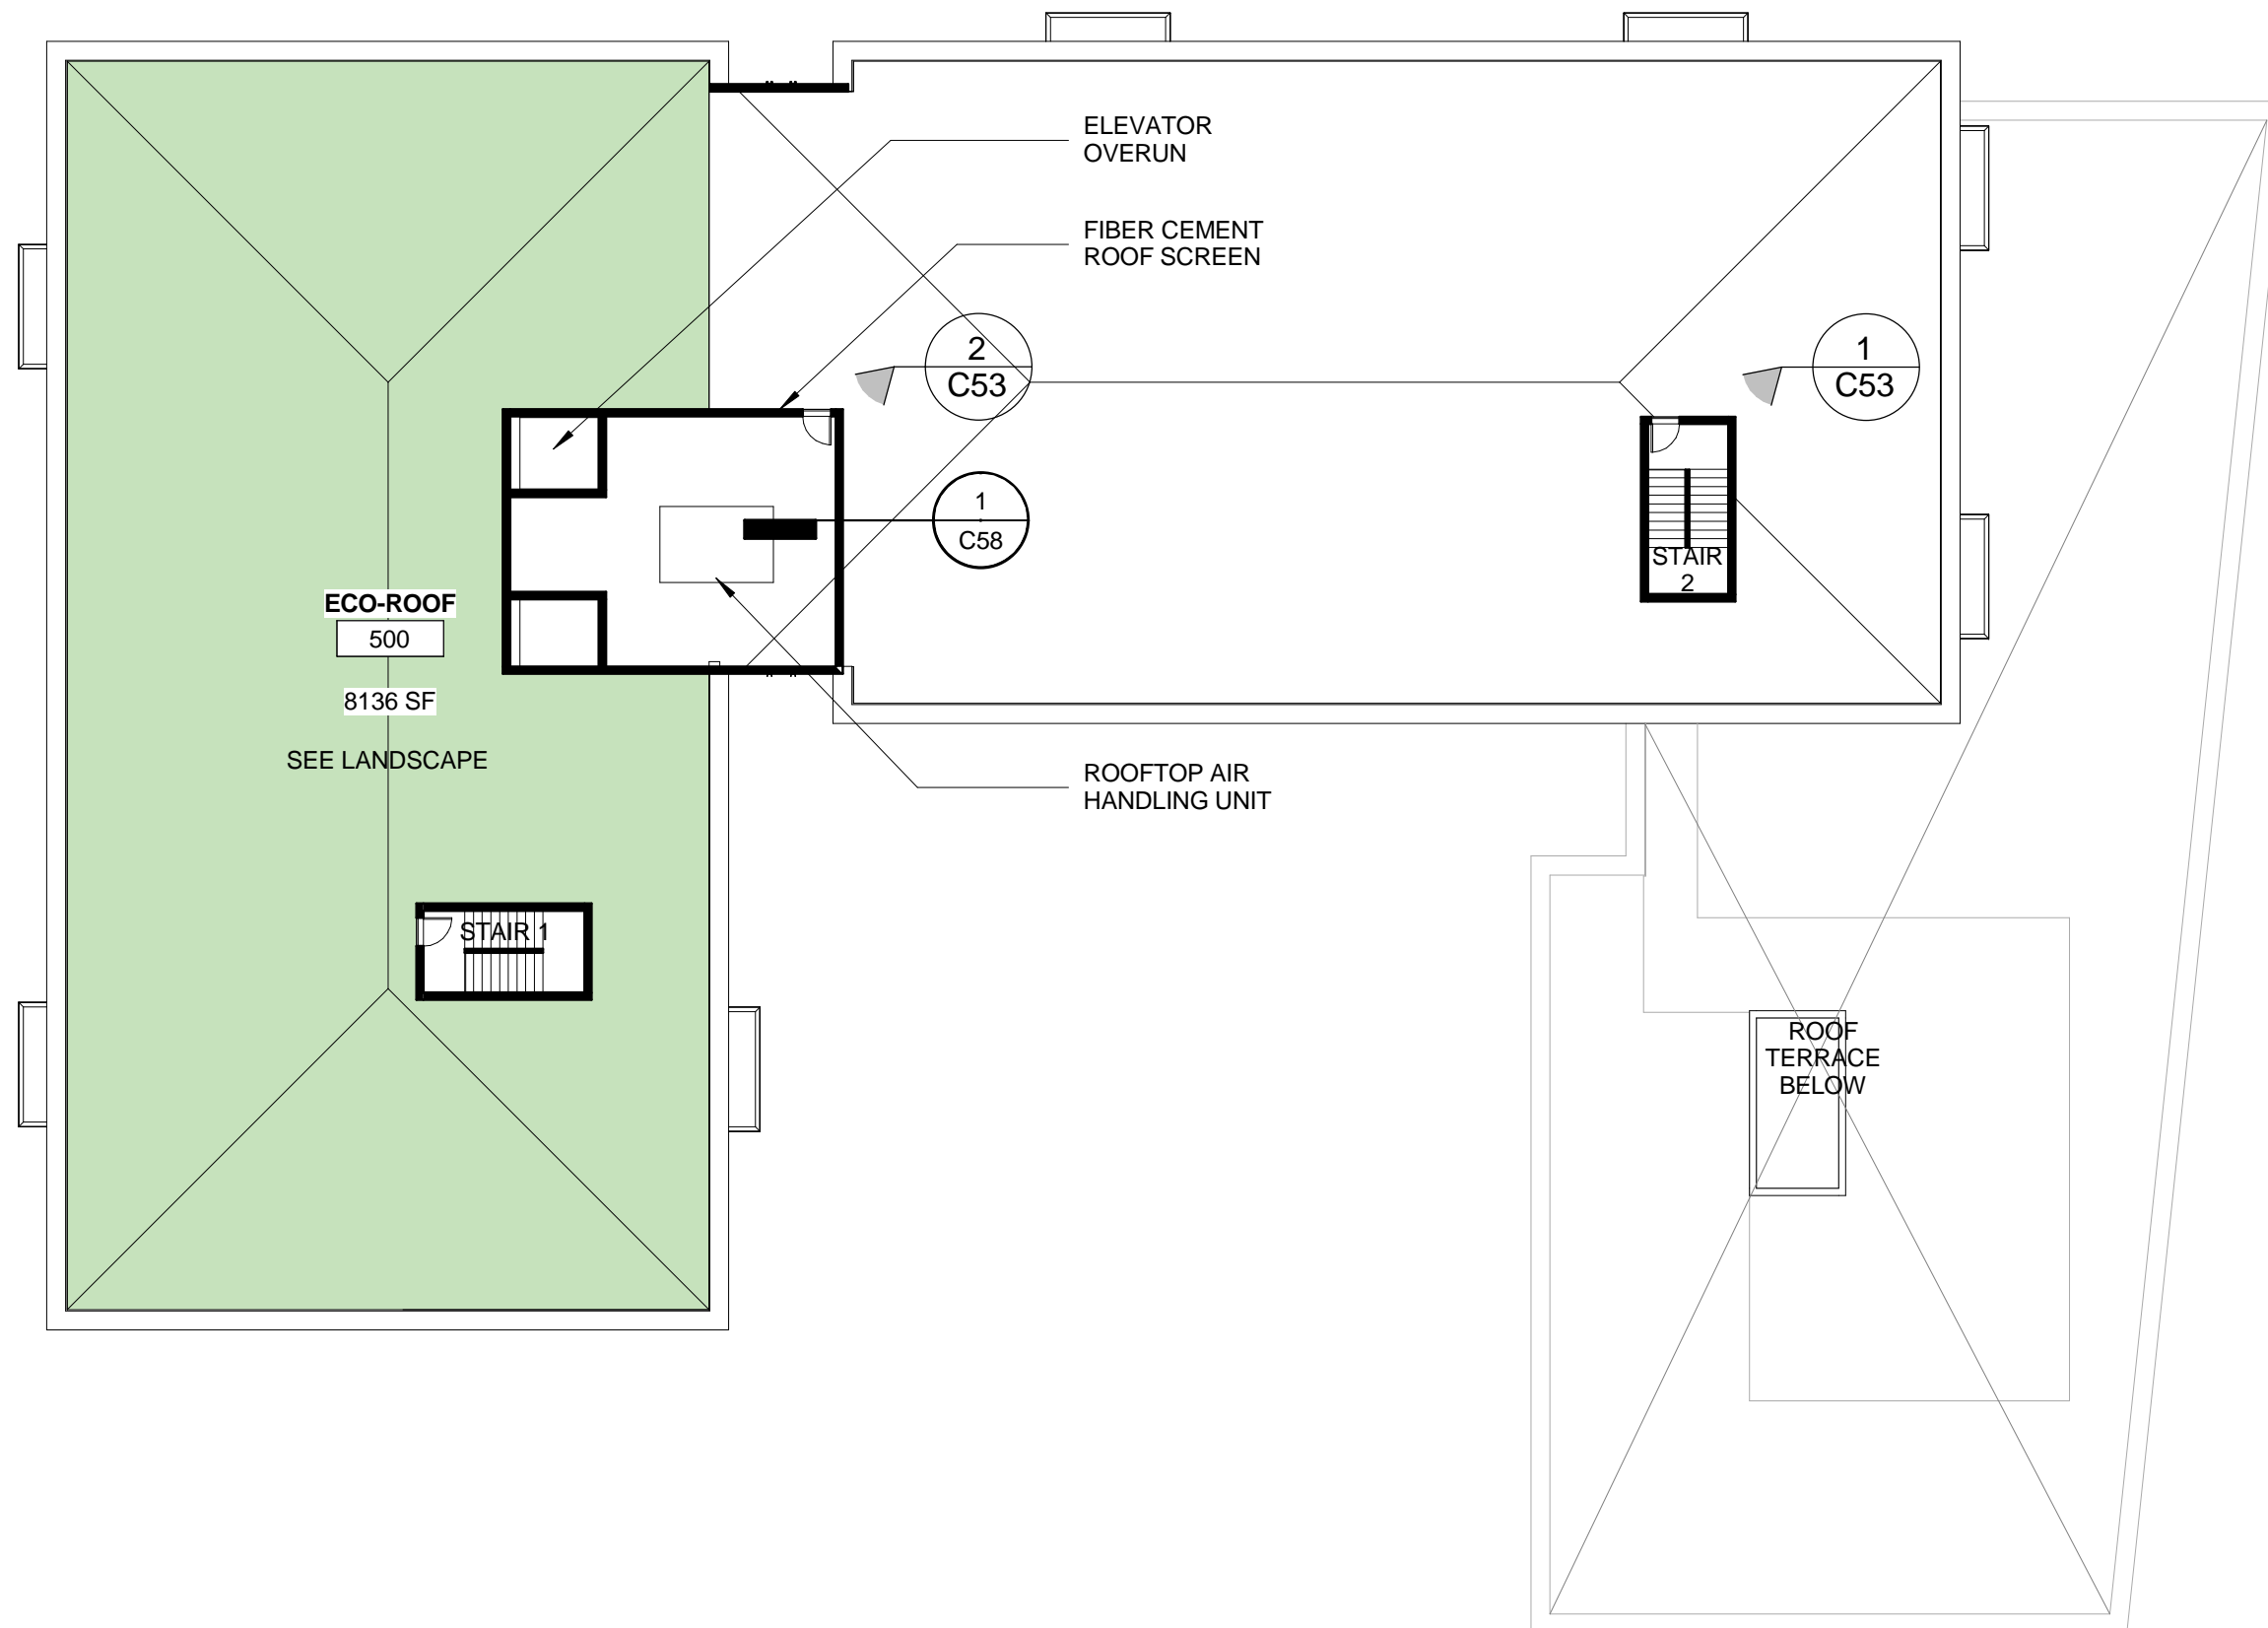 ELEVATOR
OVERUN
FIBER CEMENT
ROOF SCREEN
2
C53
1
C53
1
C58
STAIR
2
ECO-ROOF
500
8136 SF
SEE LANDSCAPE
ROOFTOP AIR
HANDLING UNIT
STAIR 1
ROOF
TERRACE
BELOW